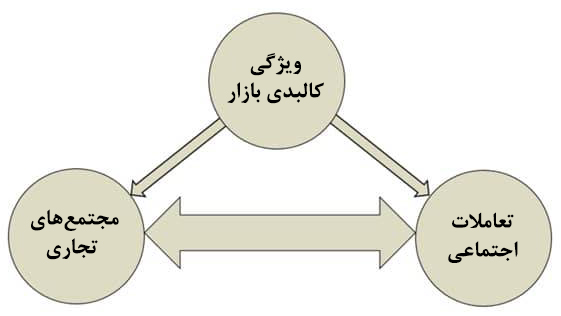 ویژگی
کالبدی بازار
تعاملات
اجتماعی
مجتمع‌های
تجاری